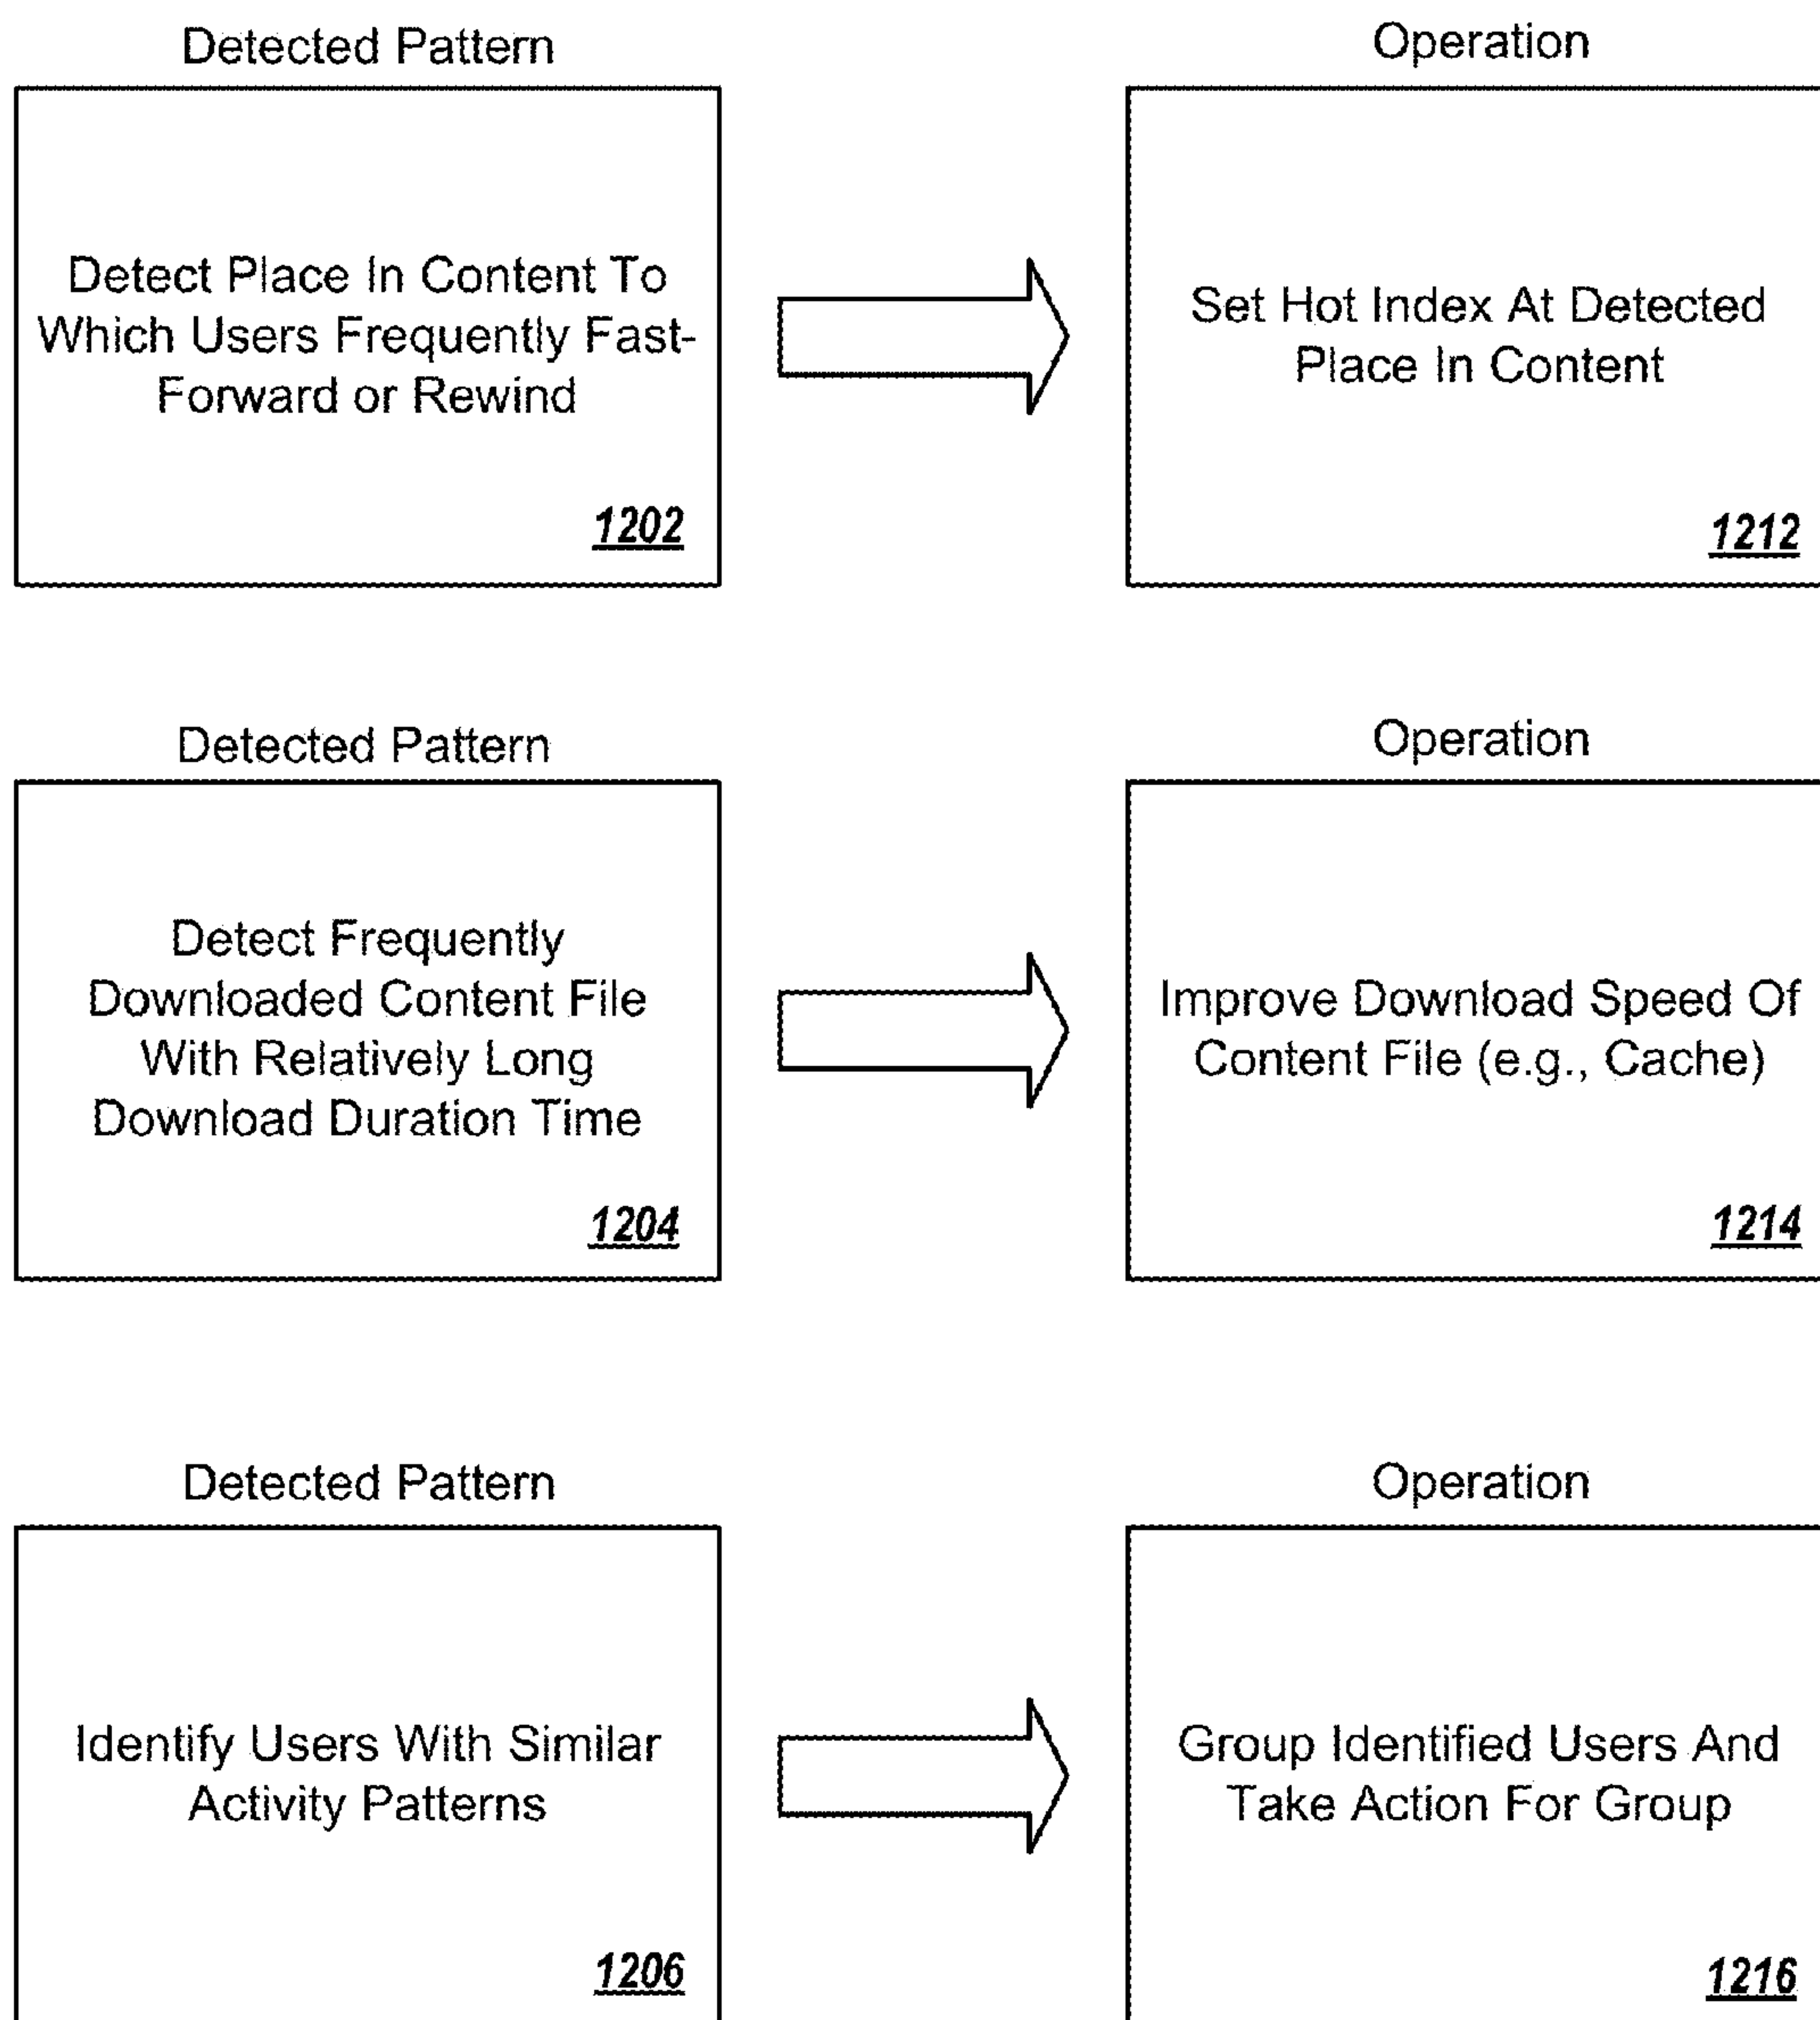 Detected Pattern
Operation
Detect Place In Content To
Which Users Frequently Fast-
Forward or Rewind
1202
Set Hot Index At Detected
Place In Content
1212
Detected Pattern
Operation
Detect Frequently
Downloaded Content File
With Relatively Long
Download Duration Time
1204
Improve Download Speed Of
Content File (e.g., Cache)
1214
Detected Pattern
Operation
Identify Users With Similar
Activity Patterns
1206
Group Identified Users And
Take Action For Group
1216